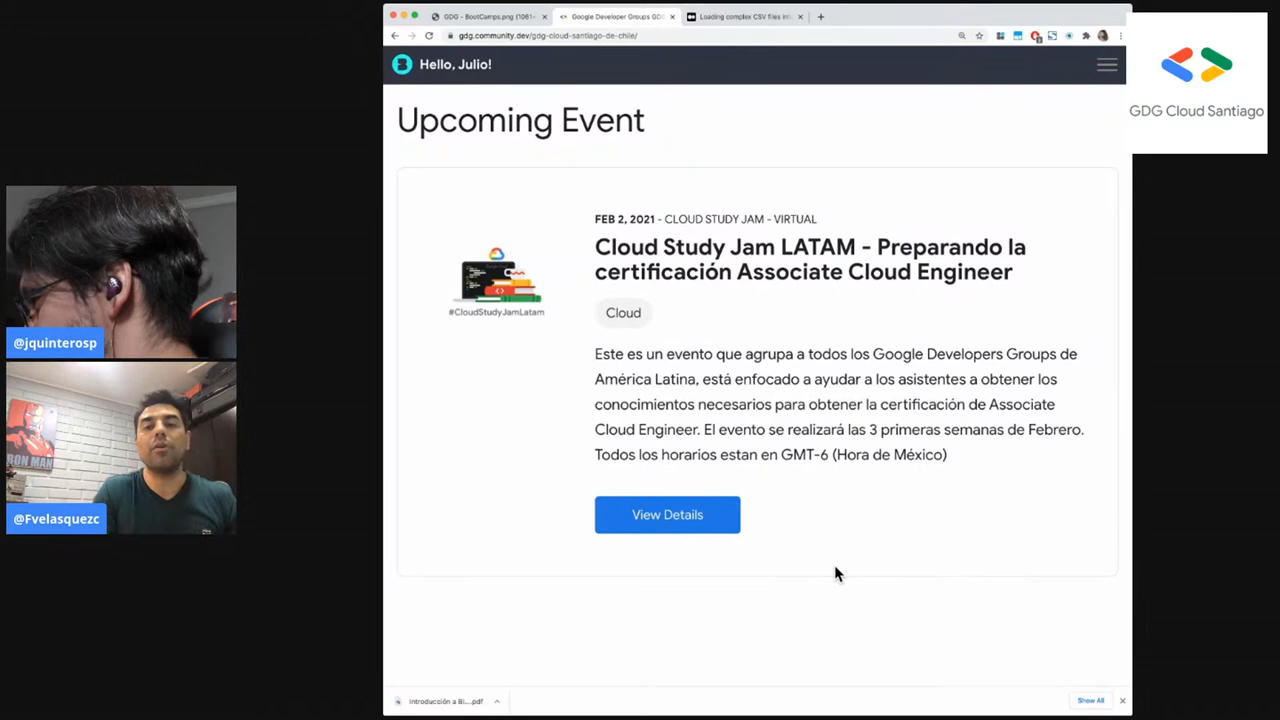 GDG - BootCamps.png (1061×
Google Developer Groups GDG
Loading complex CSV files into
gdg.community.dev/gdg-cloud-santiago-de-chile/
Hello, Julio!
GDG Cloud Santiago
Upcoming Event
FEB 2, 2021 - CLOUD STUDY JAM - VIRTUAL
Cloud Study Jam LATAM - Preparando la
certificación Associate Cloud Engineer
#CloudStudyJamLatam
Cloud
Este es un evento que agrupa a todos los Google Developers Groups de
América Latina, está enfocado a ayudar a los asistentes a obtener los
conocimientos necesarios para obtener la certificación de Associate
Cloud Engineer. El evento se realizará las 3 primeras semanas de Febrero.
Todos los horarios estan en GMT-6 (Hora de México)
View Details
@jquinterosp
IRON MAN
@Fvelasquezc
Introducción a Bi....pdf
Show All